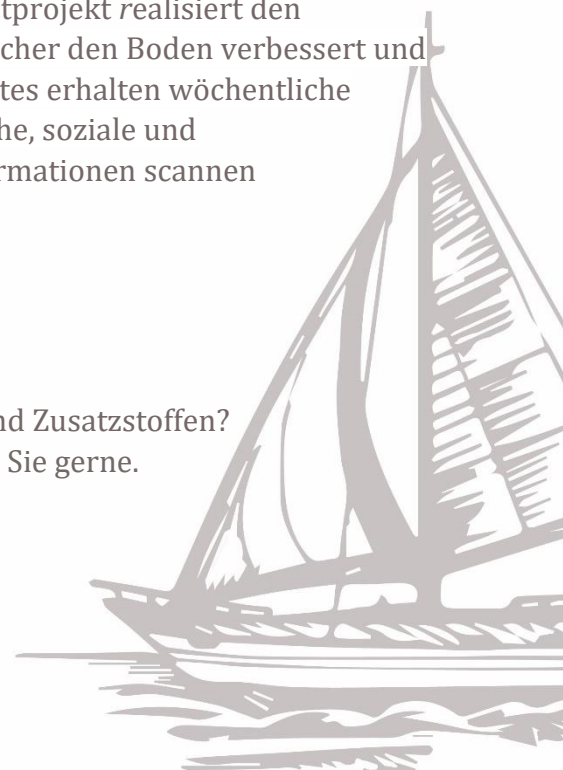 tprojekt realisiert den
cher den Boden verbessert und
tes erhalten wöchentliche
he, soziale und
rmationen scannen
nd Zusatzstoffen?
Sie gerne.